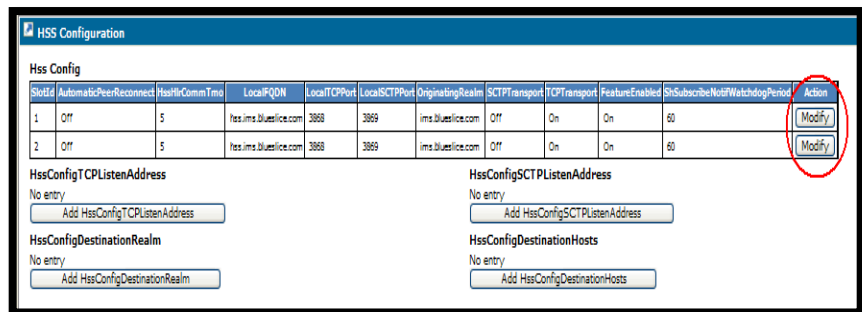 HSS Configuration
Hss Config
SlotId AutomaticPeerReconnect HssHlrCommTmo LocalFQDN LocalTCPPort LocalSCTPPort OriginatingRealm SCTPTransport TCPTransport FeatureEnabled ShSubscribeNotifWatchdogPeriod Action
1 Off 5 hss.ims.blueslice.com 3868 3869 ims.blueslice.com Off On On 60 Modify
2 Off 5 hss.ims.blueslice.com 3868 3869 ims.blueslice.com Off On On 60 Modify
HssConfigTCPListenAddress HssConfigSCTPListenAddress
No entry No entry
Add HssConfigTCPListenAddress Add HssConfigSCTPListenAddress
HssConfigDestinationRealm HssConfigDestinationHosts
No entry No entry
Add HssConfigDestinationRealm Add HssConfigDestinationHosts